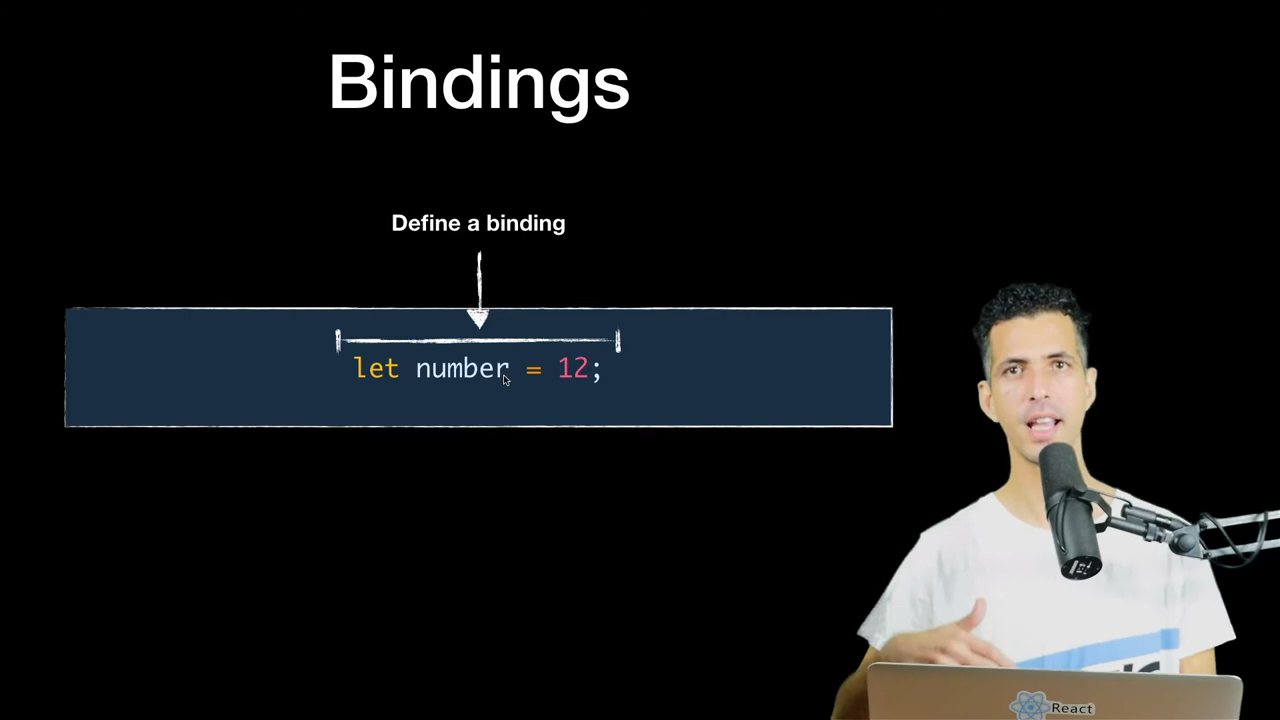 Bindings
Define a binding
let number = 12;
React